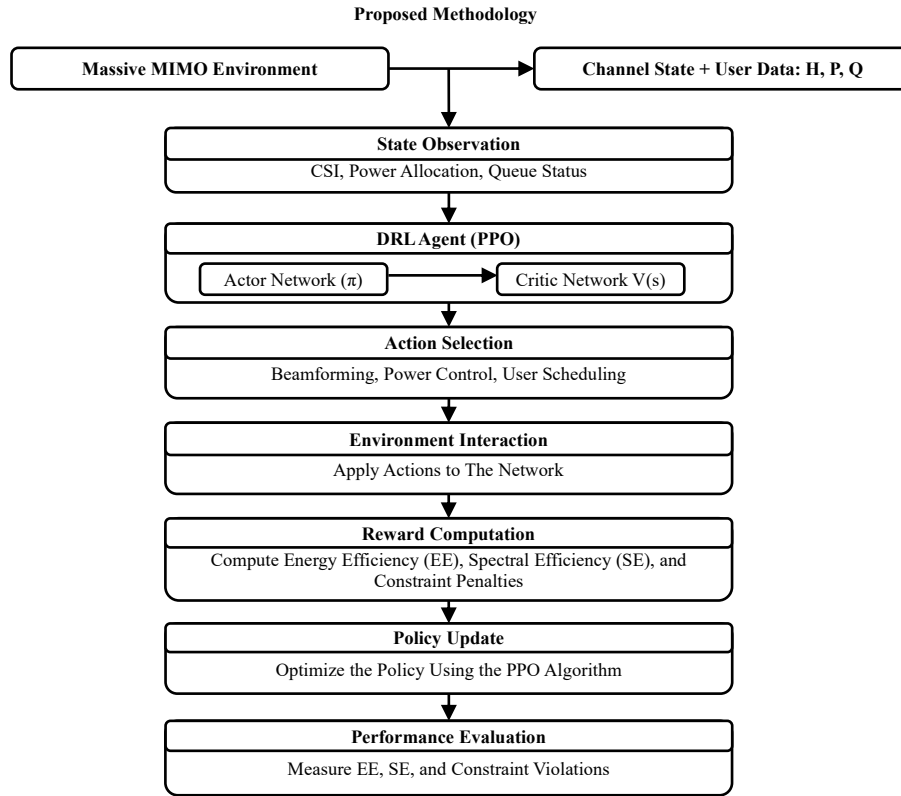 Proposed Methodology
Massive MIMO Environment
Channel State + User Data: H, P, Q
State Observation
CSI, Power Allocation, Queue Status
DRL Agent (PPO)
Actor Network (π)
Critic Network V(s)
Action Selection
Beamforming, Power Control, User Scheduling
Environment Interaction
Apply Actions to The Network
Reward Computation
Compute Energy Efficiency (EE), Spectral Efficiency (SE), and
Constraint Penalties
Policy Update
Optimize the Policy Using the PPO Algorithm
Performance Evaluation
Measure EE, SE, and Constraint Violations